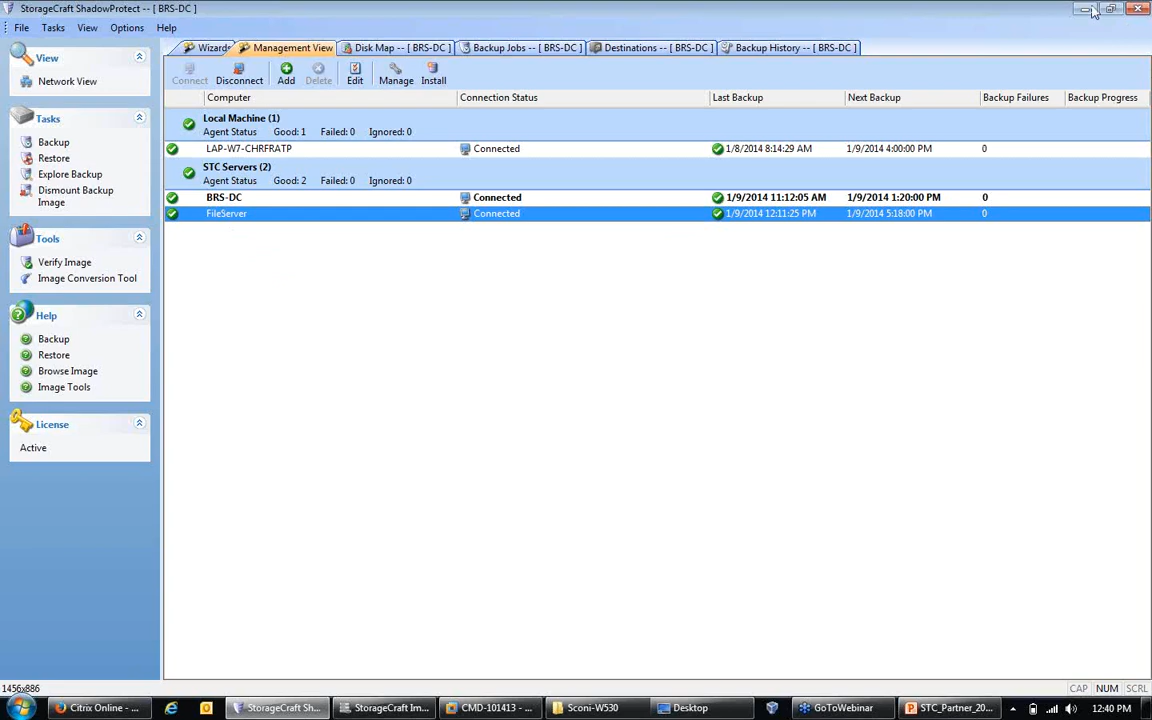 StorageCraft ShadowProtect -- [ BRS-DC ]
File Tasks View Options Help
View
Network View
Tasks
Backup
Restore
Explore Backup
Dismount Backup
Image
Tools
Verify Image
Image Conversion Tool
Help
Backup
Restore
Browse Image
Image Tools
License
Active
Wizards Management View Disk Map -- [ BRS-DC ] Backup Jobs -- [ BRS-DC ] Destinations -- [ BRS-DC ] Backup History -- [ BRS-DC ]
Connect Disconnect Add Delete Edit Manage Install
Computer Connection Status Last Backup Next Backup Backup Failures Backup Progress
Local Machine (1)
Agent Status Good: 1 Failed: 0 Ignored: 0
LAP-W7-CHRFRATP Connected 1/8/2014 8:14:29 AM 1/9/2014 4:00:00 PM 0
STC Servers (2)
Agent Status Good: 2 Failed: 0 Ignored: 0
BRS-DC Connected 1/9/2014 11:12:05 AM 1/9/2014 1:20:00 PM 0
FileServer Connected 1/9/2014 12:11:25 PM 1/9/2014 5:18:00 PM 0
1456x886 CAP NUM SCRL
Citrix Online - ... StorageCraft Sha... StorageCraft Im... CMD-101413 - ... Sconi-W530 Desktop GoToWebinar STC_Partner_20... 12:40 PM